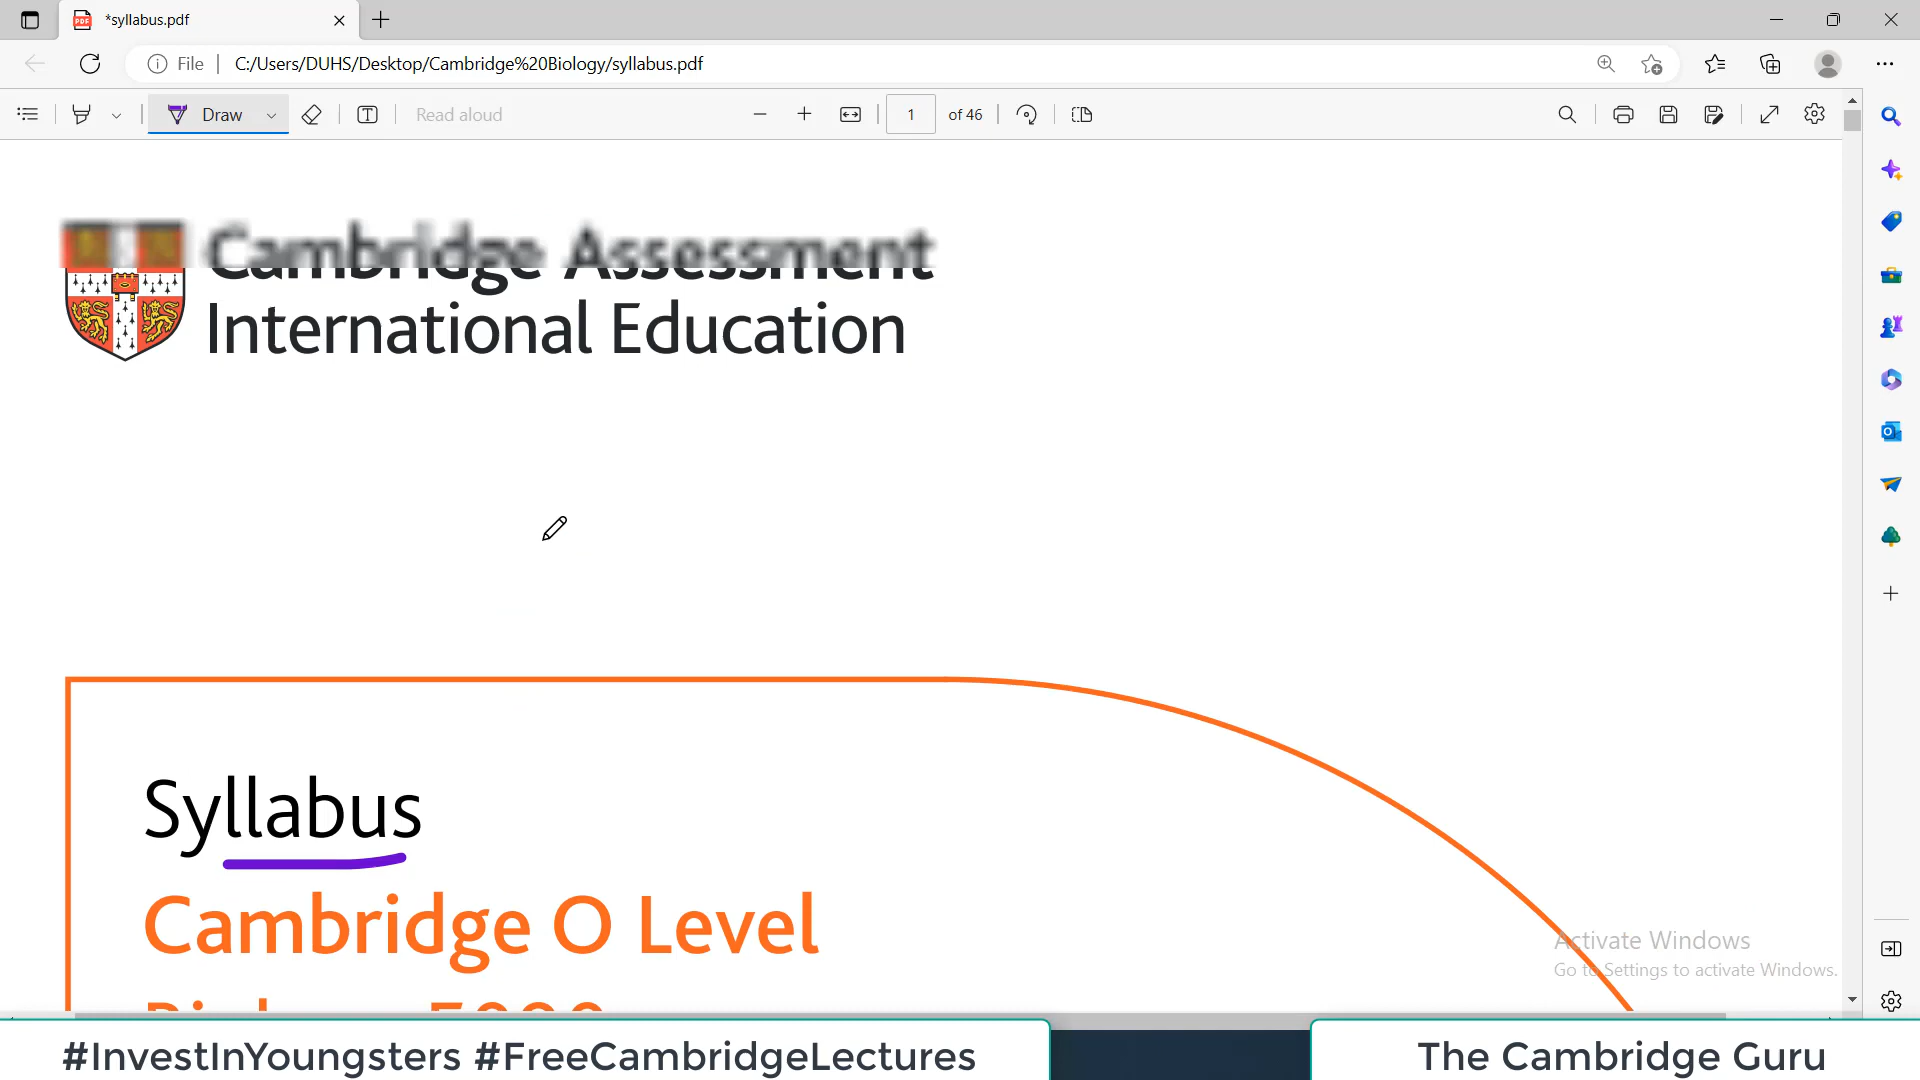 *syllabus.pdf
File
C:/Users/DUHS/Desktop/Cambridge%20Biology/syllabus.pdf
Draw
Read aloud
1 of 46
Cambridge Assessment
International Education
Syllabus
Cambridge O Level
Activate Windows
Go to Settings to activate Windows.
#InvestInYoungsters #FreeCambridgeLectures
The Cambridge Guru